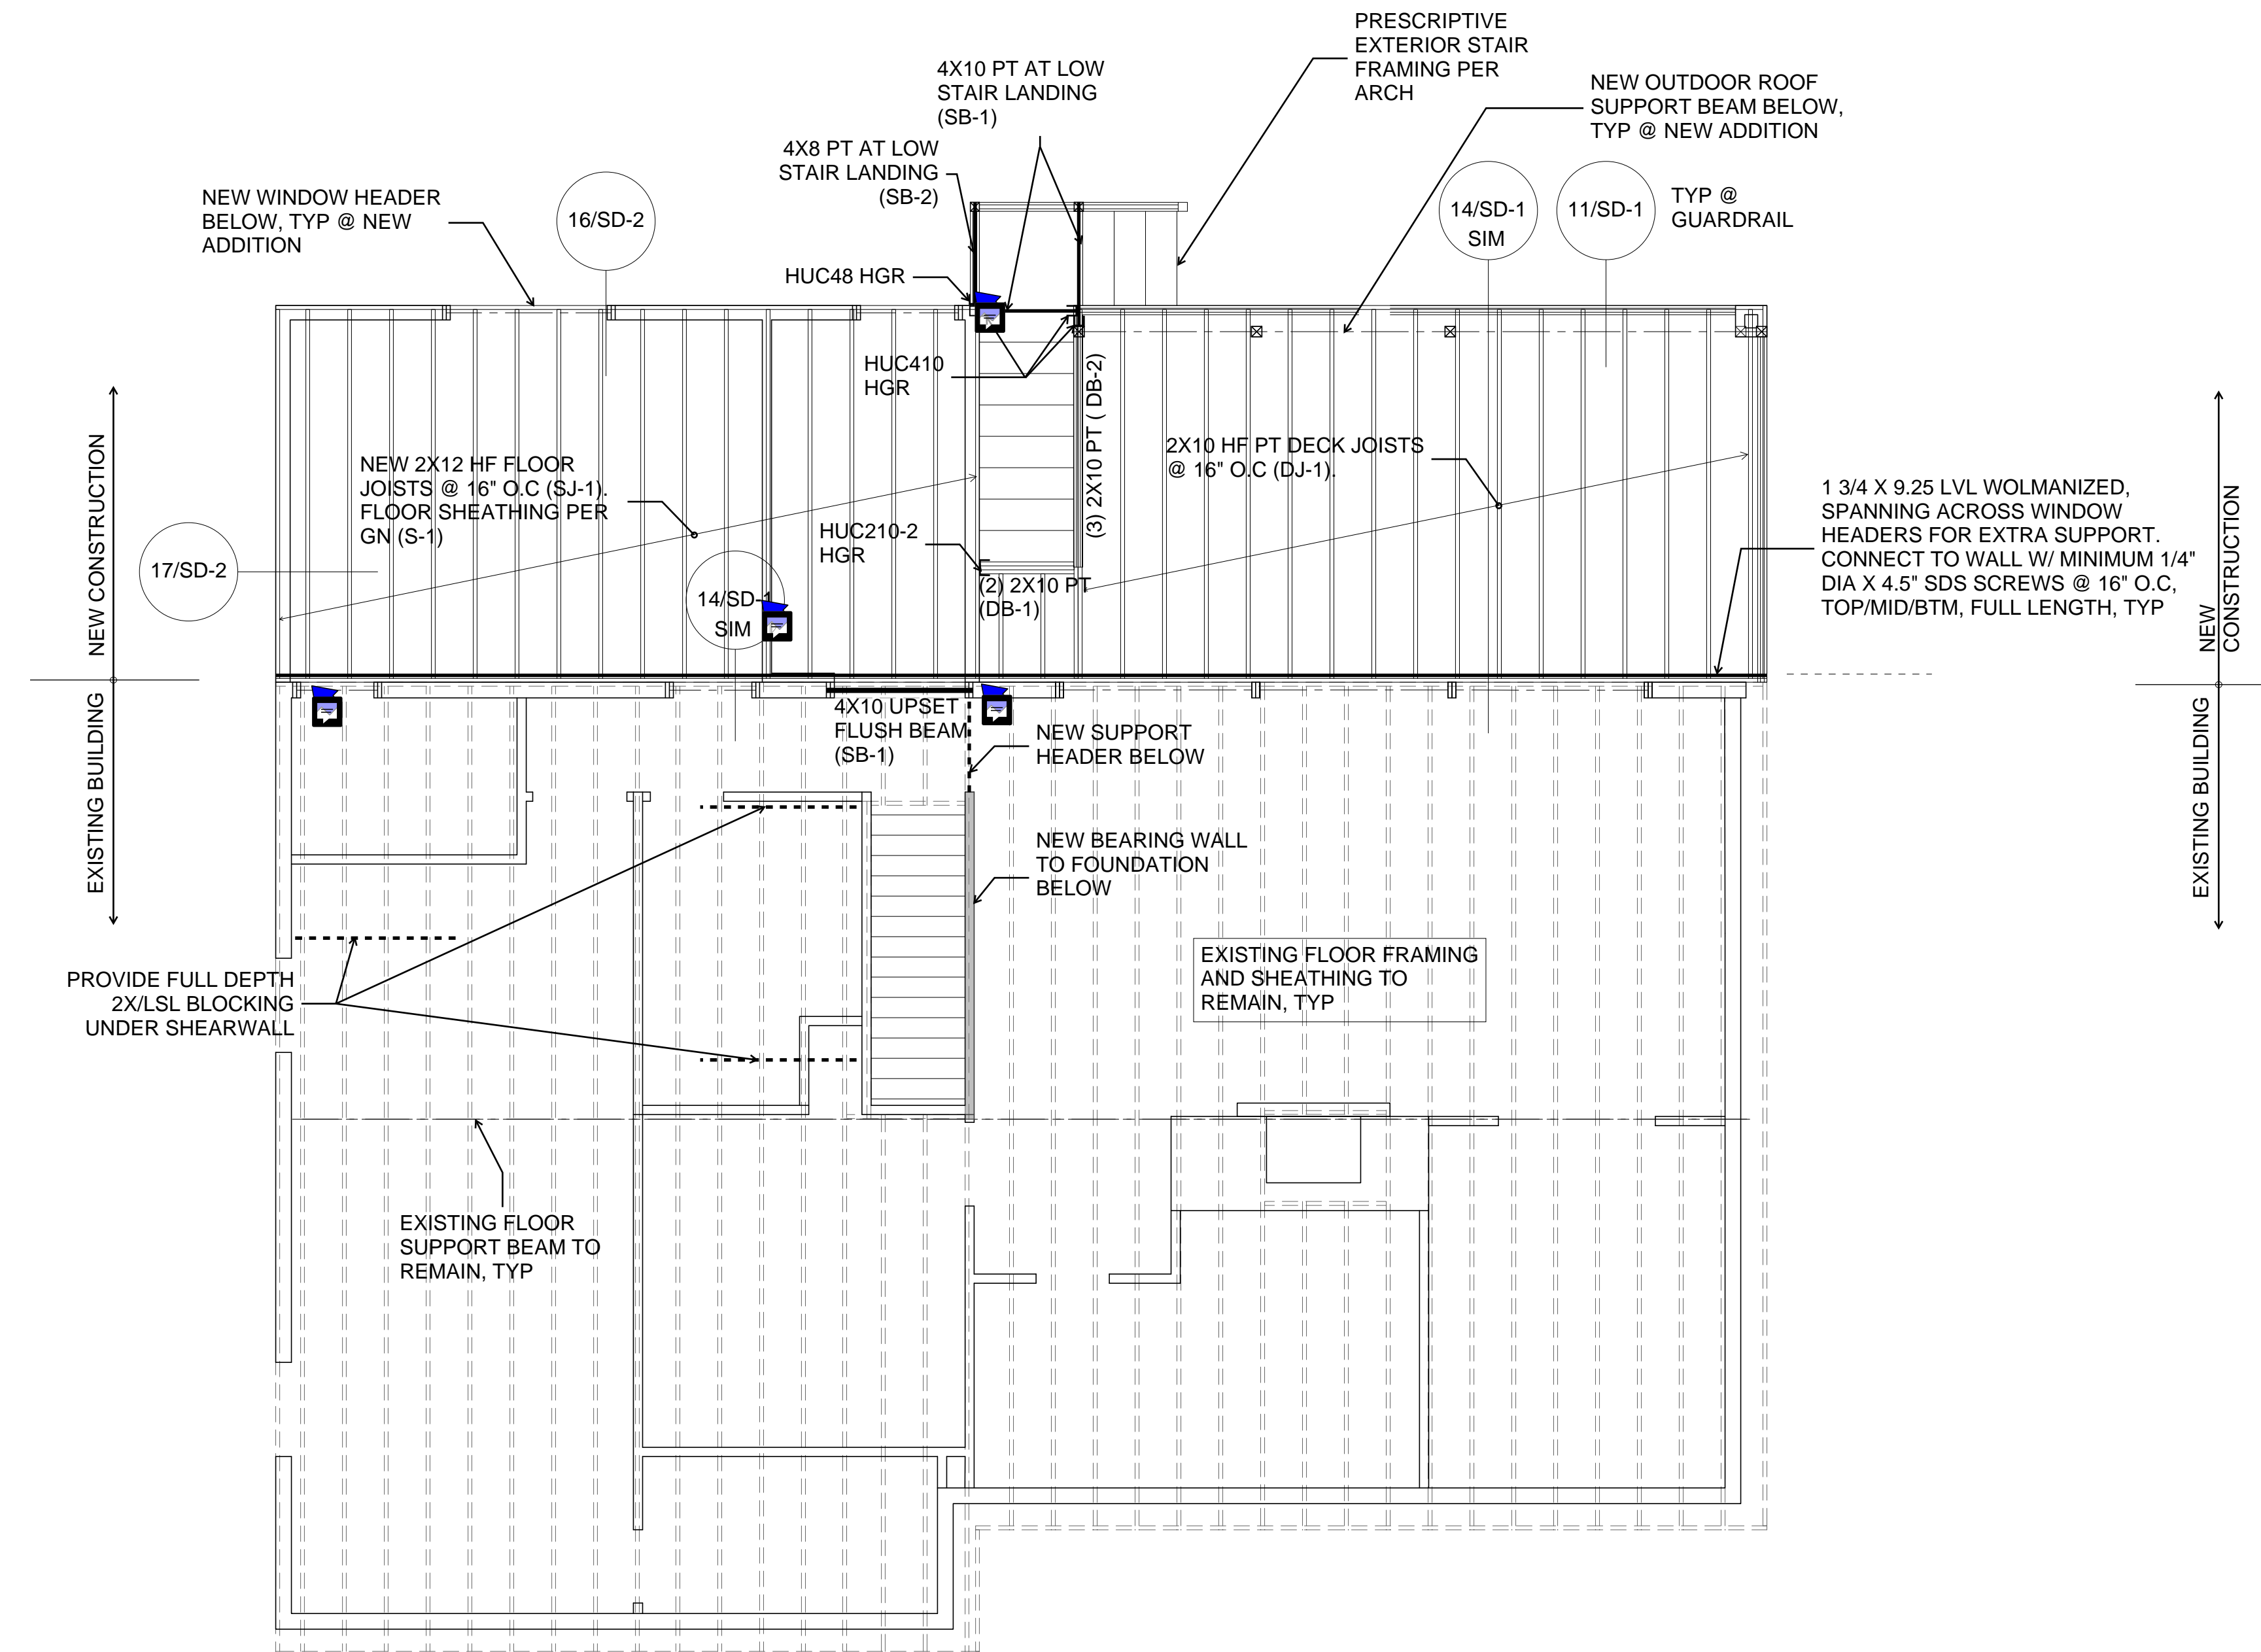 PRESCRIPTIVE
EXTERIOR STAIR
FRAMING PER
ARCH
4X10 PT AT LOW
STAIR LANDING
(SB-1)
NEW OUTDOOR ROOF
SUPPORT BEAM BELOW,
TYP @ NEW ADDITION
4X8 PT AT LOW
STAIR LANDING
(SB-2)
NEW WINDOW HEADER
BELOW, TYP @ NEW
ADDITION
16/SD-2
14/SD-1
SIM
11/SD-1
TYP @
GUARDRAIL
HUC48 HGR
HUC410
HGR
(3) 2X10 PT ( DB-2)
2X10 HF PT DECK JOISTS
@ 16" O.C (DJ-1).
NEW 2X12 HF FLOOR
JOISTS @ 16" O.C (SJ-1).
FLOOR SHEATHING PER
GN (S-1)
1 3/4 X 9.25 LVL WOLMANIZED,
SPANNING ACROSS WINDOW
HEADERS FOR EXTRA SUPPORT.
CONNECT TO WALL W/ MINIMUM 1/4"
DIA X 4.5" SDS SCREWS @ 16" O.C,
TOP/MID/BTM, FULL LENGTH, TYP
NEW CONSTRUCTION
NEW
CONSTRUCTION
HUC210-2
HGR
17/SD-2
(2) 2X10 PT
(DB-1)
14/SD-1
SIM
4X10 UPSET
FLUSH BEAM
(SB-1)
NEW SUPPORT
HEADER BELOW
EXISTING BUILDING
EXISTING BUILDING
NEW BEARING WALL
TO FOUNDATION
BELOW
EXISTING FLOOR FRAMING
AND SHEATHING TO
REMAIN, TYP
PROVIDE FULL DEPTH
2X/LSL BLOCKING
UNDER SHEARWALL
EXISTING FLOOR
SUPPORT BEAM TO
REMAIN, TYP